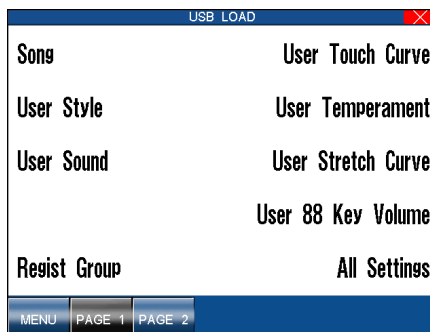 USB LOAD
Song
User Touch Curve
User Style
User Temperament
User Sound
User Stretch Curve
User 88 Key Volume
Regist Group
All Settings
MENU
PAGE 1
PAGE 2